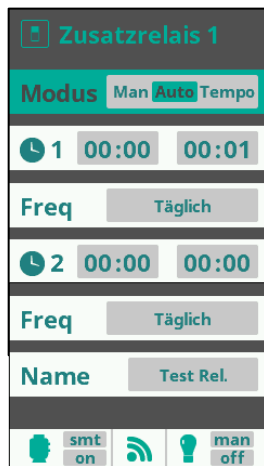 Zusatzrelais 1
Modus Man Auto Tempo
1 00:00 00:01
Freq Täglich
2 00:00 00:00
Freq Täglich
Name Test Rel.
smt man
on off